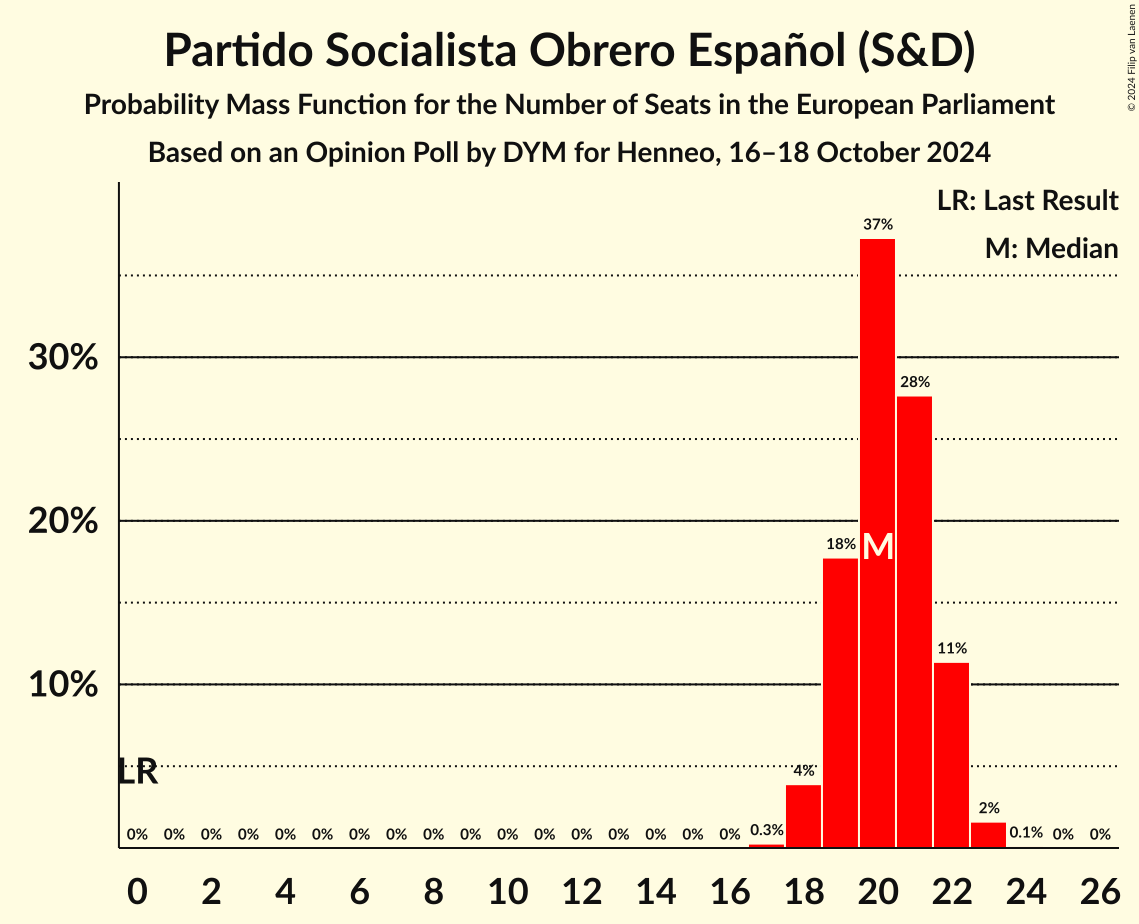 Partido Socialista Obrero Español (S&D)
Probability Mass Function for the Number of Seats in the European Parliament
Based on an Opinion Poll by DYM for Henneo, 16–18 October 2024
© 2024 Filip van Laenen
LR: Last Result
M: Median
37%
30%
28%
20%
18%
M
11%
10%
LR
4%
2%
0% 0% 0% 0% 0% 0% 0% 0% 0% 0% 0% 0% 0% 0% 0% 0% 0% 0.3% 0.1% 0% 0%
0 2 4 6 8 10 12 14 16 18 20 22 24 26